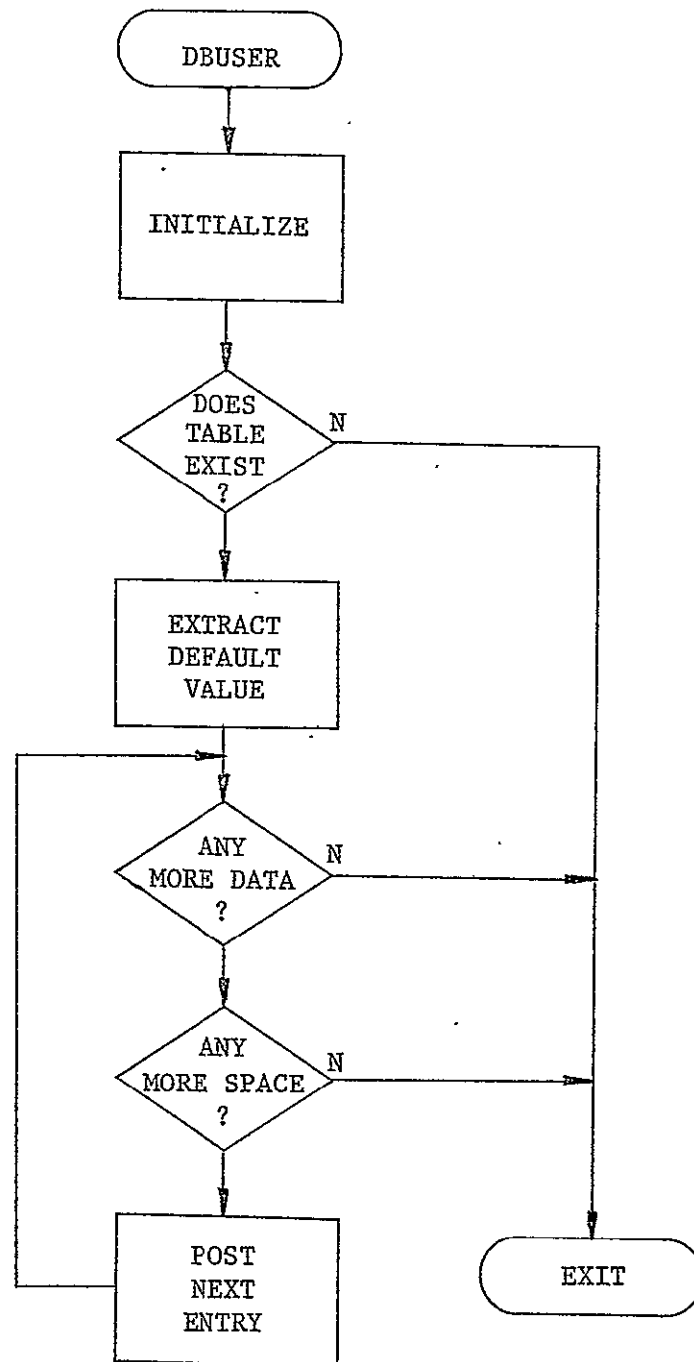 DBUSER
INITIALIZE
DOES
TABLE
EXIST
?
N
EXTRACT
DEFAULT
VALUE
ANY
MORE DATA
?
N
ANY
MORE SPACE
?
N
POST
NEXT
ENTRY
EXIT